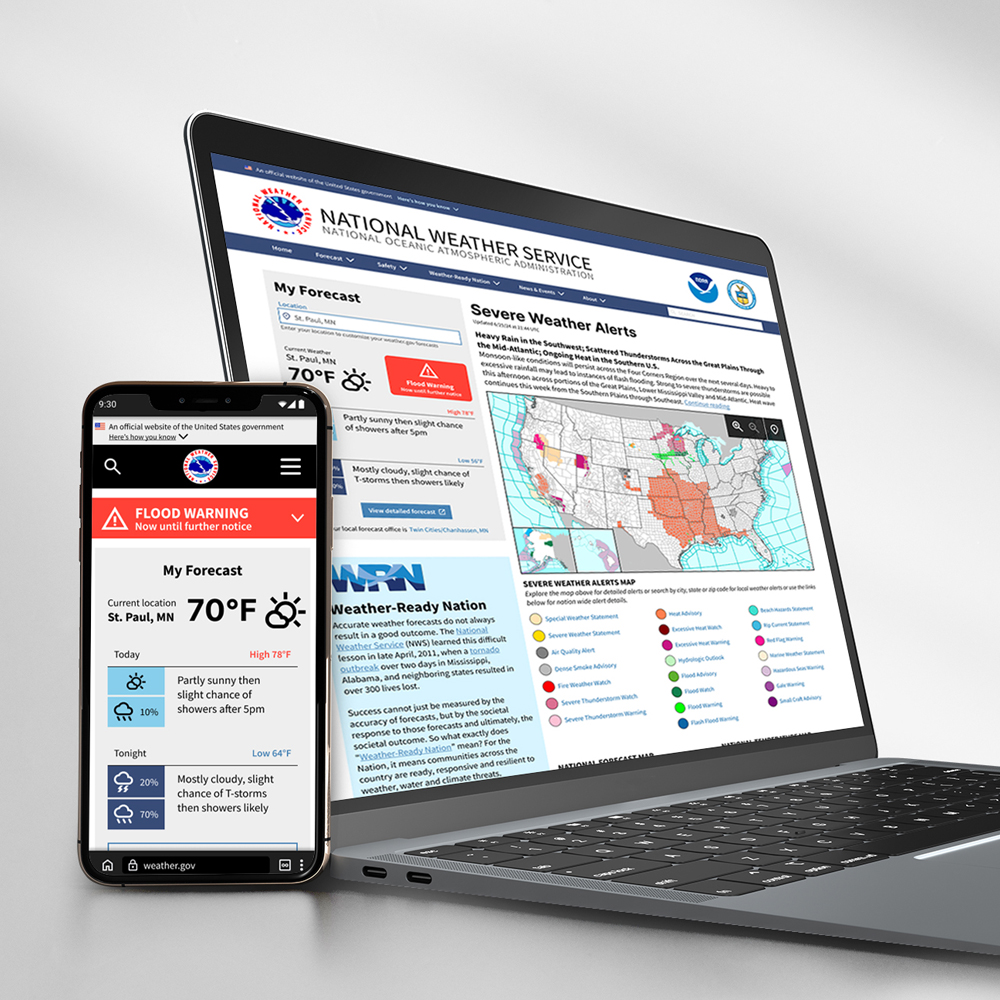 An official website of the United States government Here's how you know
NATIONAL WEATHER SERVICE
NATIONAL WEATHER SERVICE
NATIONAL OCEANIC ATMOSPHERIC ADMINISTRATION
NOAA
Home Forecast Safety Weather-Ready Nation News & Events About
My Forecast
Location
St. Paul, MN
Enter your location to customize your weather.gov forecasts
Current Weather
St. Paul, MN
70°F
Flood Warning
Now until further notice
High 78°F
Partly sunny then slight chance
of showers after 5pm
Low 56°F
Mostly cloudy, slight chance of
T-storms then showers likely
View detailed forecast
ur local forecast office is Twin Cities/Chanhassen, MN
WRN
Weather-Ready Nation
Accurate weather forecasts do not always
result in a good outcome. The National
Weather Service (NWS) learned this difficult
lesson in late April, 2011, when a tornado
outbreak over two days in Mississippi,
Alabama, and neighboring states resulted in
over 300 lives lost.
Success cannot just be measured by the
accuracy of forecasts, but by the societal
response to those forecasts and ultimately, the
societal outcome. So what exactly does
"Weather-Ready Nation" mean? For the
Nation, it means communities across the
country are ready, responsive and resilient to
weather, water and climate threats.
Severe Weather Alerts
Heavy Rain in the Southwest; Scattered Thunderstorms Across the Great Plains Through
the Mid-Atlantic; Ongoing Heat in the Southern U.S.
Monsoon-like conditions will persist across the Four Corners Region over the next several days. Heavy to
excessive rainfall may lead to instances of flash flooding. Strong to severe thunderstorms are possible
this afternoon across portions of the Great Plains, Lower Mississippi Valley and Mid-Atlantic. Heat wave
continues this week from the Southern Plains through Southeast. Continue reading
SEVERE WEATHER ALERTS MAP
Explore the map above for detailed alerts or search by city, state or zip code for local weather alerts or use the links
below for nation wide alert details.
Special Weather Statement
Severe Weather Statement
Air Quality Alert
Dense Smoke Advisory
Fire Weather Watch
Severe Thunderstorm Watch
Severe Thunderstorm Warning
Heat Advisory
Excessive Heat Watch
Excessive Heat Warning
Hydrologic Outlook
Flood Advisory
Flood Watch
Flood Warning
Flash Flood Warning
Beach Hazards Statement
Rip Current Statement
Red Flag Warning
Marine Weather Statement
Hazardous Seas Warning
Gale Warning
Small Craft Advisory
NATIONAL FORECAST MAP
9:30
An official website of the United States government
Here's how you know
NATIONAL WEATHER SERVICE
FLOOD WARNING
Now until further notice
My Forecast
Current location
St. Paul, MN
70°F
Today High 78°F
Partly sunny then
slight chance of
showers after 5pm
10%
Tonight Low 64°F
20%
Mostly cloudy, slight
chance of T-storms
then showers likely
70%
weather.gov